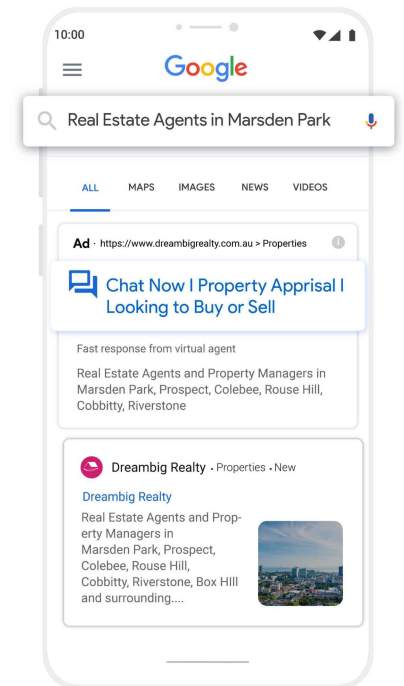 10:00
Google
Real Estate Agents in Marsden Park
ALL MAPS IMAGES NEWS VIDEOS
Ad · https://www.dreambigrealty.com.au > Properties
Chat Now I Property Apprisal I
Looking to Buy or Sell
Fast response from virtual agent
Real Estate Agents and Property Managers in
Marsden Park, Prospect, Colebee, Rouse Hill,
Cobbitty, Riverstone
Dreambig Realty • Properties • New
Dreambig Realty
Real Estate Agents and Prop-
erty Managers in
Marsden Park, Prospect,
Colebee, Rouse Hill,
Cobbitty, Riverstone, Box HIll
and surrounding....